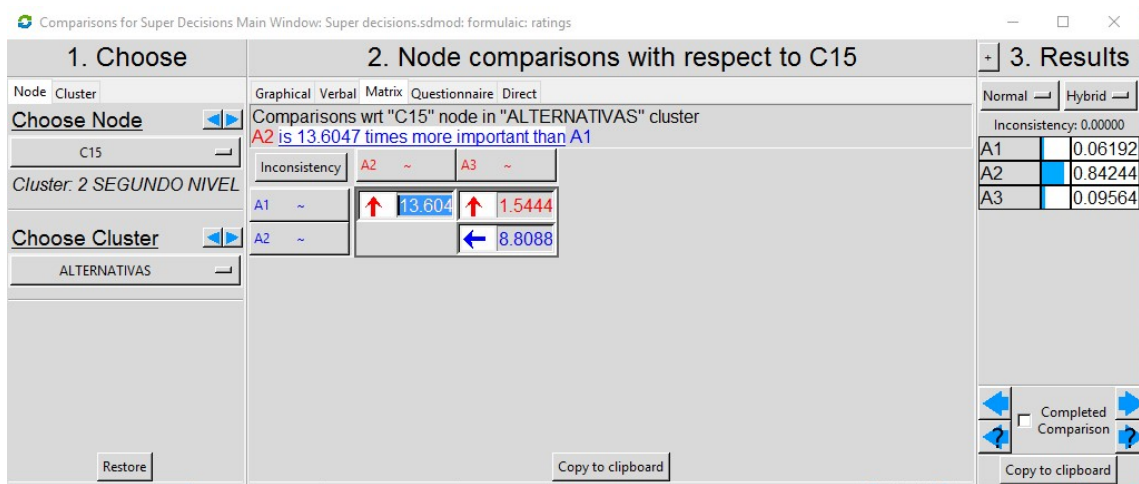 Comparisons for Super Decisions Main Window: Super decisions.sdmod: formulaic: ratings
1. Choose
2. Node comparisons with respect to C15
+ 3. Results
Node Cluster
Graphical Verbal Matrix Questionnaire Direct
Normal Hybrid
Choose Node
Comparisons wrt "C15" node in "ALTERNATIVAS" cluster
A2 is 13.6047 times more important than A1
Inconsistency: 0.00000
C15
Cluster: 2 SEGUNDO NIVEL
Inconsistency A2 ~ A3 ~
A1 ~ 13.604 1.5444
A2 ~ 8.8088
A1 0.06192
A2 0.84244
A3 0.09564
Choose Cluster
ALTERNATIVAS
Completed
Comparison
? ?
Restore
Copy to clipboard
Copy to clipboard